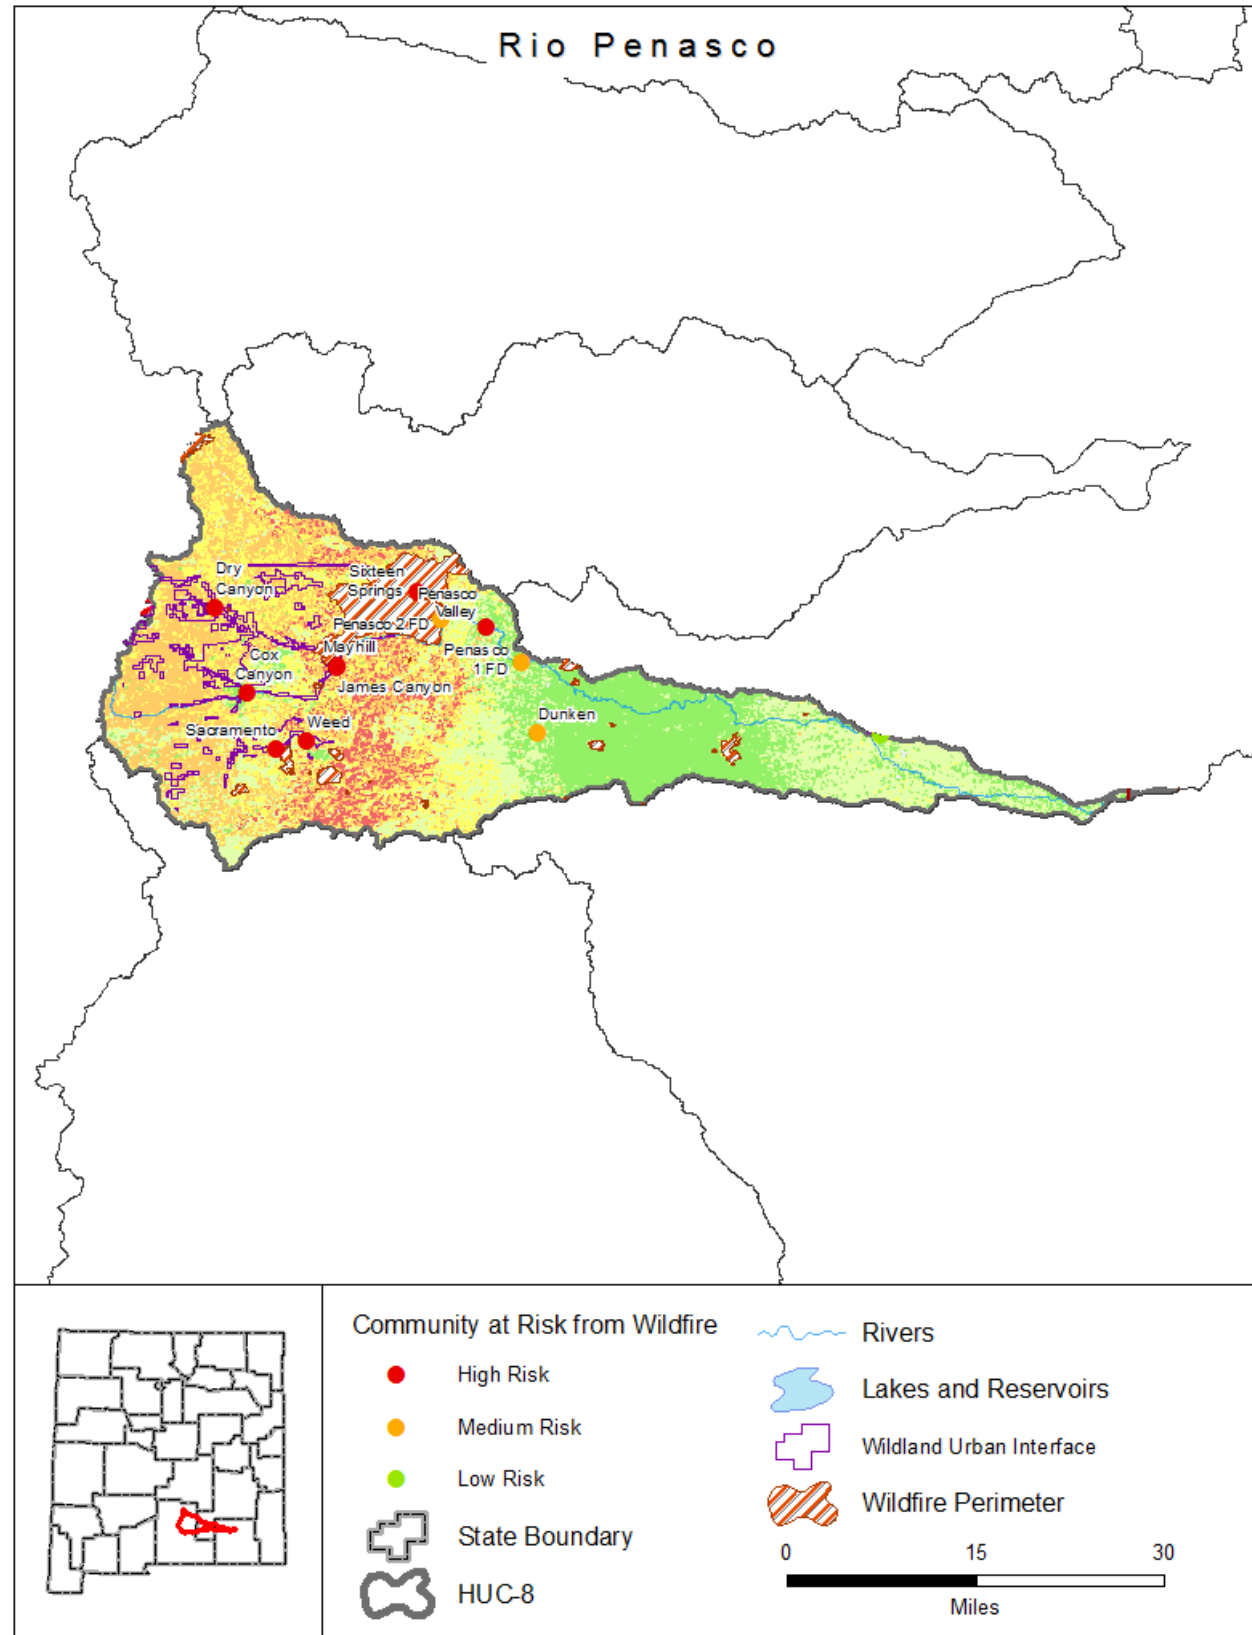 Rio Penasco
Dry
Canyon
Sixteen
Springs
Penasco
Valley
Penasco 2 FD
Cox
Canyon
Mayhill
James Canyon
Penasco
1 FD
Sacramento
Weed
Dunken
Community at Risk from Wildfire
High Risk
Medium Risk
Low Risk
State Boundary
HUC-8
Rivers
Lakes and Reservoirs
Wildland Urban Interface
Wildfire Perimeter
0 15 30
Miles